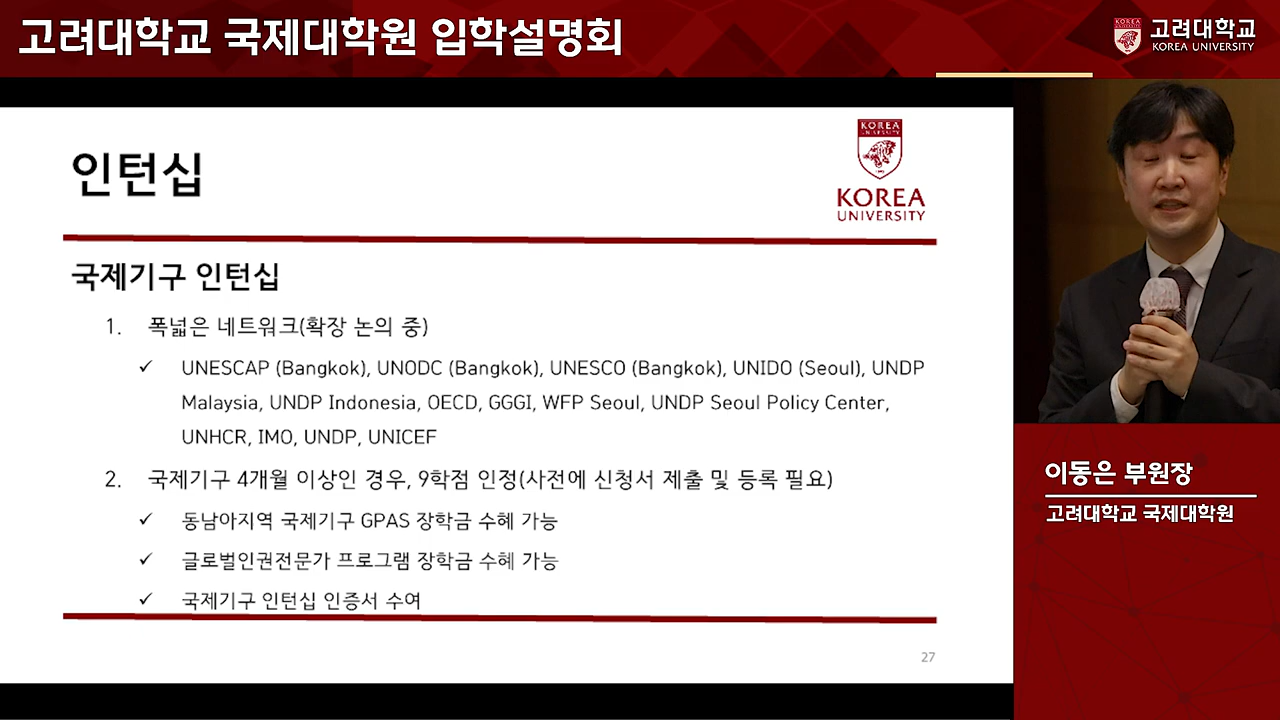 고려대학교 국제대학원 입학설명회
KOREA
고려대학교
KOREA UNIVERSITY
인턴십
KOREA
UNIVERSITY
KOREA
UNIVERSITY
국제기구 인턴십
1. 폭넓은 네트워크(확장 논의 중)
✓ UNESCAP (Bangkok), UNODC (Bangkok), UNESCO (Bangkok), UNIDO (Seoul), UNDP
Malaysia, UNDP Indonesia, OECD, GGGI, WFP Seoul, UNDP Seoul Policy Center,
UNHCR, IMO, UNDP, UNICEF
2. 국제기구 4개월 이상인 경우, 9학점 인정(사전에 신청서 제출 및 등록 필요)
✓ 동남아지역 국제기구 GPAS 장학금 수혜 가능
✓ 글로벌인권전문가 프로그램 장학금 수혜 가능
✓ 국제기구 인턴십 인증서 수여
27
이동은 부원장
고려대학교 국제대학원